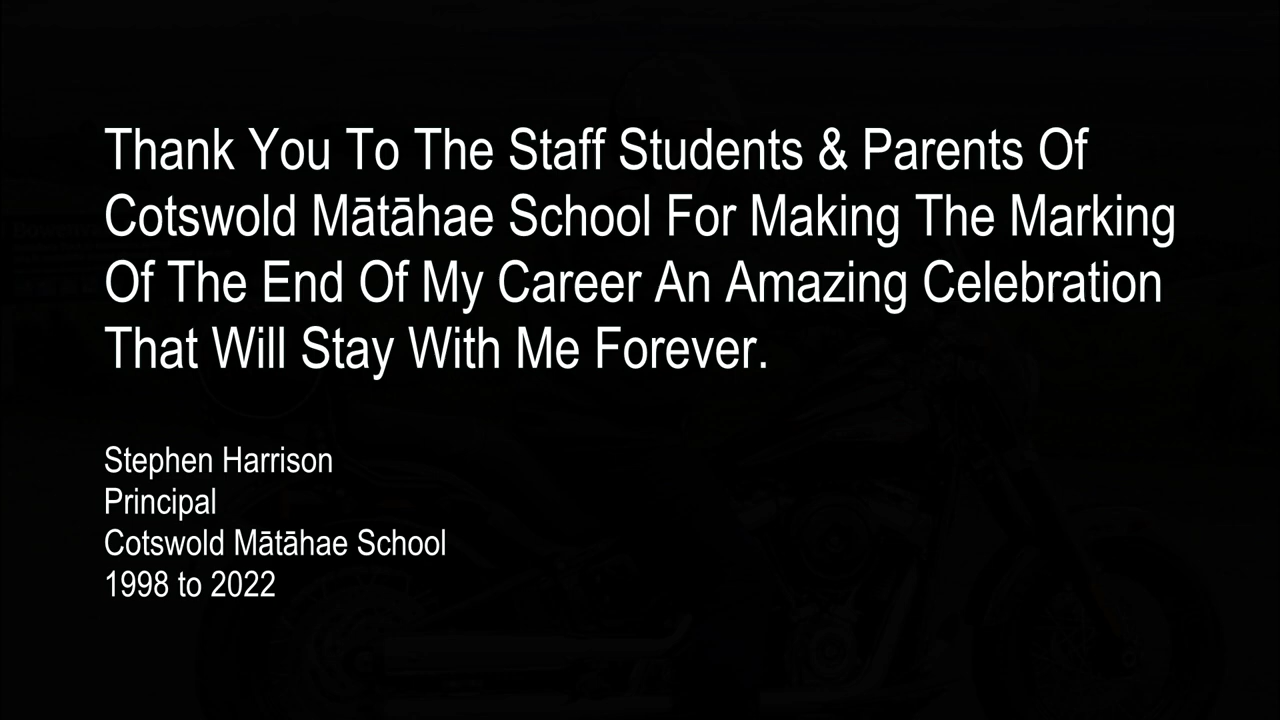 Thank You To The Staff Students & Parents Of
Cotswold Mātāhae School For Making The Marking
Of The End Of My Career An Amazing Celebration
That Will Stay With Me Forever.
Stephen Harrison
Principal
Cotswold Mātāhae School
1998 to 2022